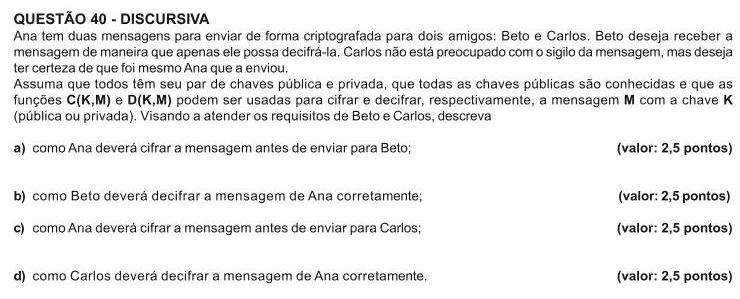 QUESTÃO 40 - DISCURSIVA
Ana tem duas mensagens para enviar de forma criptografada para dois amigos: Beto e Carlos. Beto deseja receber a
mensagem de maneira que apenas ele possa decifrá-la. Carlos não está preocupado com o sigilo da mensagem, mas deseja
ter certeza de que foi mesmo Ana que a enviou.
Assuma que todos têm seu par de chaves pública e privada, que todas as chaves públicas são conhecidas e que as
funções C(K,M) e D(K,M) podem ser usadas para cifrar e decifrar, respectivamente, a mensagem M com a chave K
(pública ou privada). Visando a atender os requisitos de Beto e Carlos, descreva
a) como Ana deverá cifrar a mensagem antes de enviar para Beto; (valor: 2,5 pontos)
b) como Beto deverá decifrar a mensagem de Ana corretamente; (valor: 2,5 pontos)
c) como Ana deverá cifrar a mensagem antes de enviar para Carlos; (valor: 2,5 pontos)
d) como Carlos deverá decifrar a mensagem de Ana corretamente. (valor: 2,5 pontos)